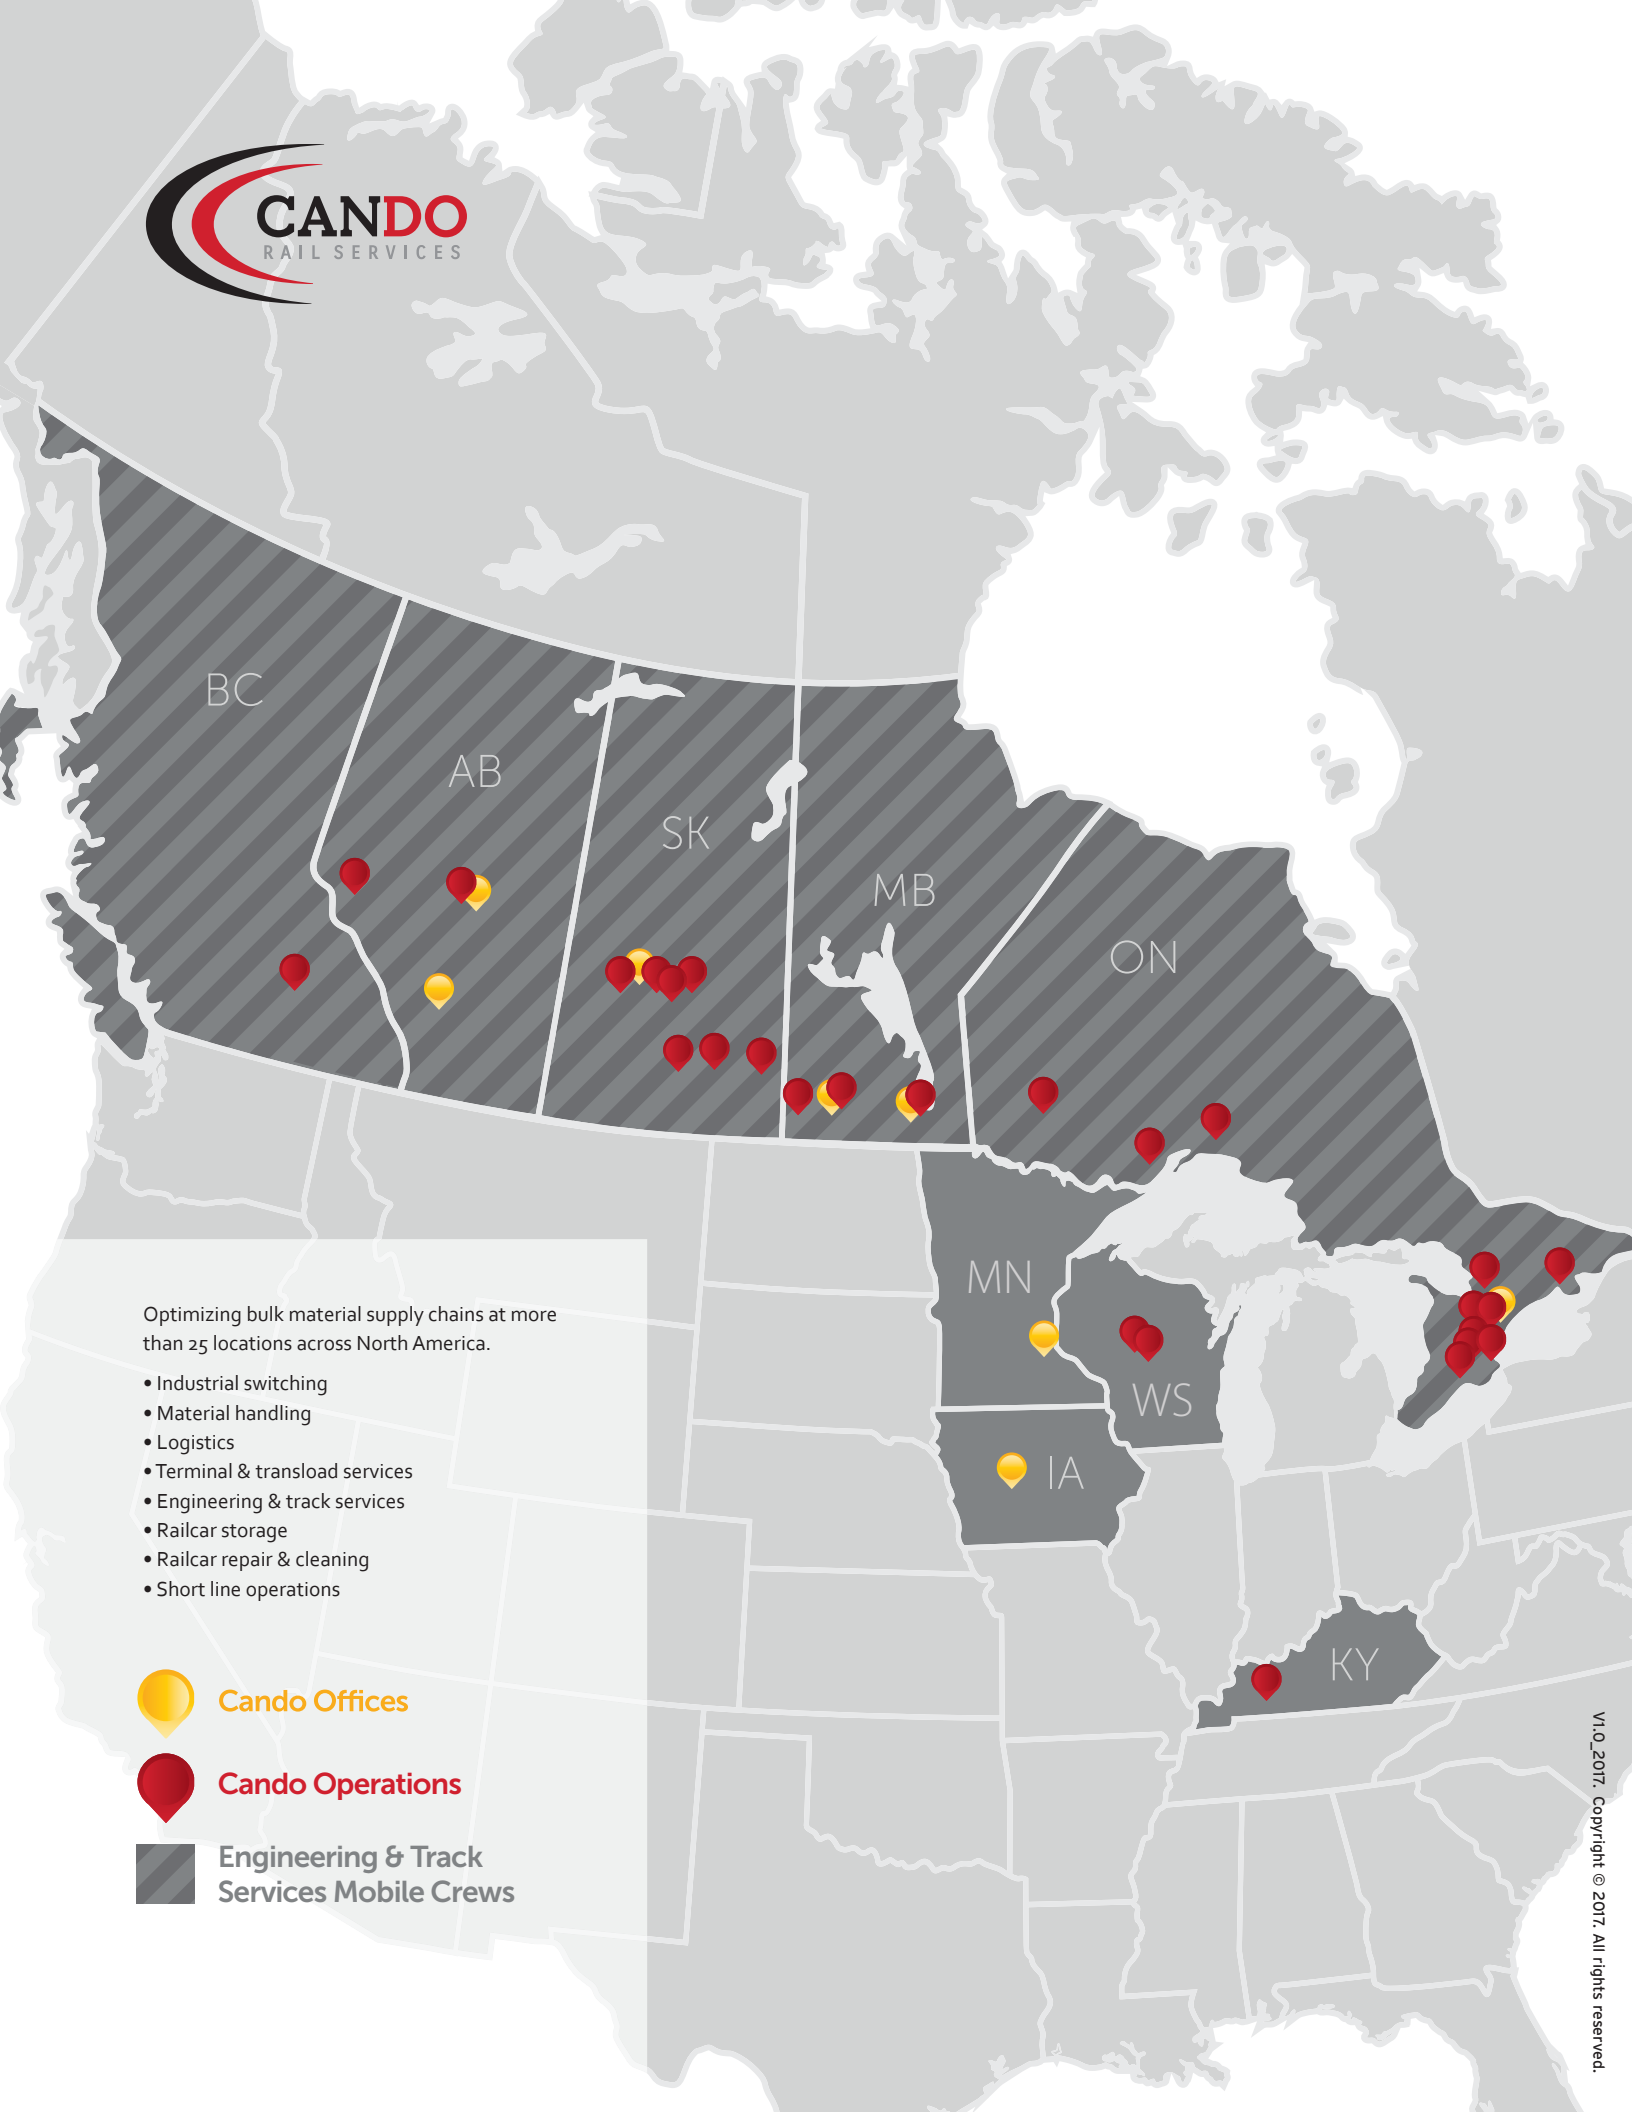 CANDO
RAIL SERVICES
BC
AB
SK
MB
ON
MN
WS
IA
KY
Optimizing bulk material supply chains at more
than 25 locations across North America.
• Industrial switching
• Material handling
• Logistics
• Terminal & transload services
• Engineering & track services
• Railcar storage
• Railcar repair & cleaning
• Short line operations
Cando Offices
Cando Operations
Engineering & Track
Services Mobile Crews
V1.0_2017. Copyright © 2017. All rights reserved.